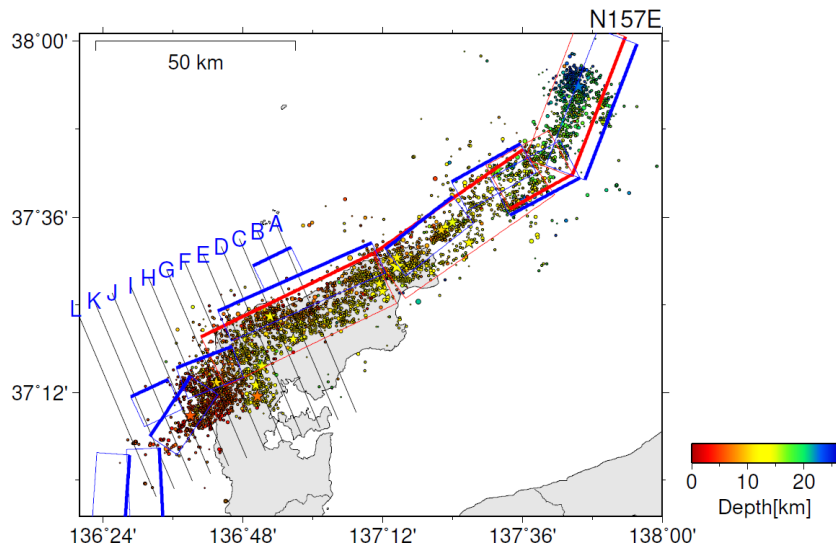 N157E
38°00'
50 km
37°36'
L K J I H G F E D C B A
37°12'
0 10 20
Depth[km]
136°24' 136°48' 137°12' 137°36' 138°00'